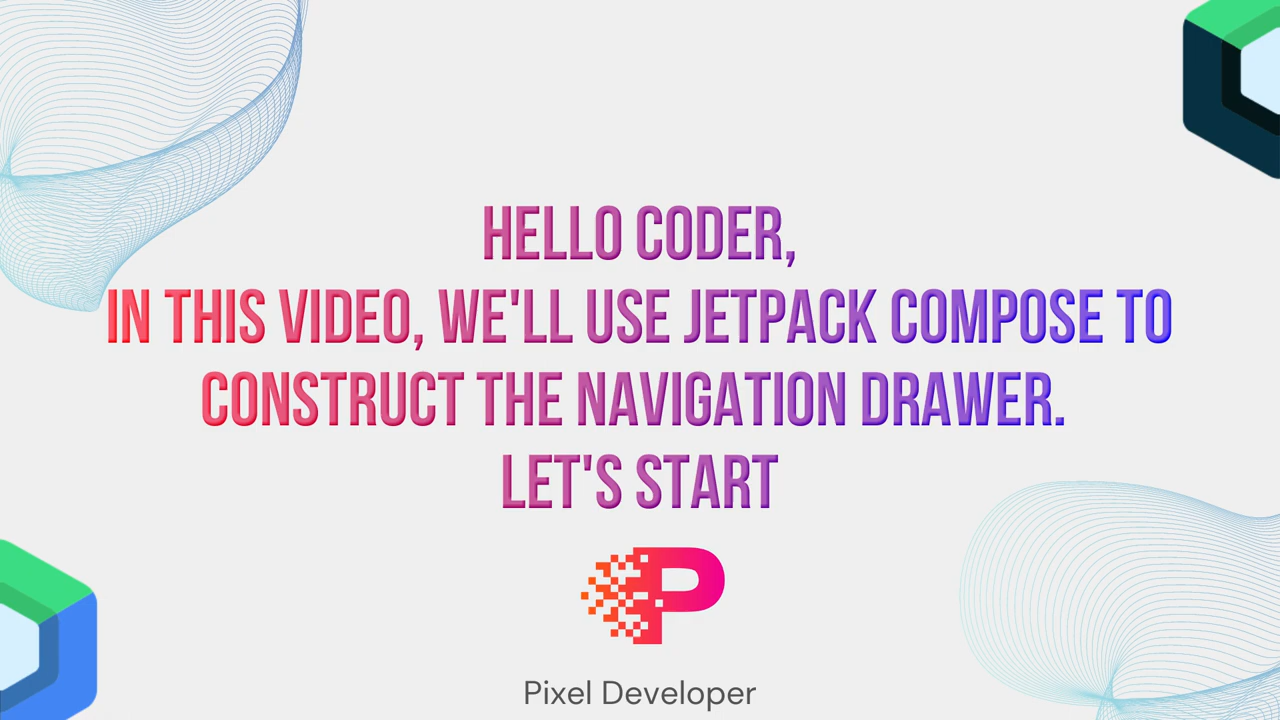 HELLO CODER,
IN THIS VIDEO, WE'LL USE JETPACK COMPOSE TO
CONSTRUCT THE NAVIGATION DRAWER.
LET'S START
P
Pixel Developer